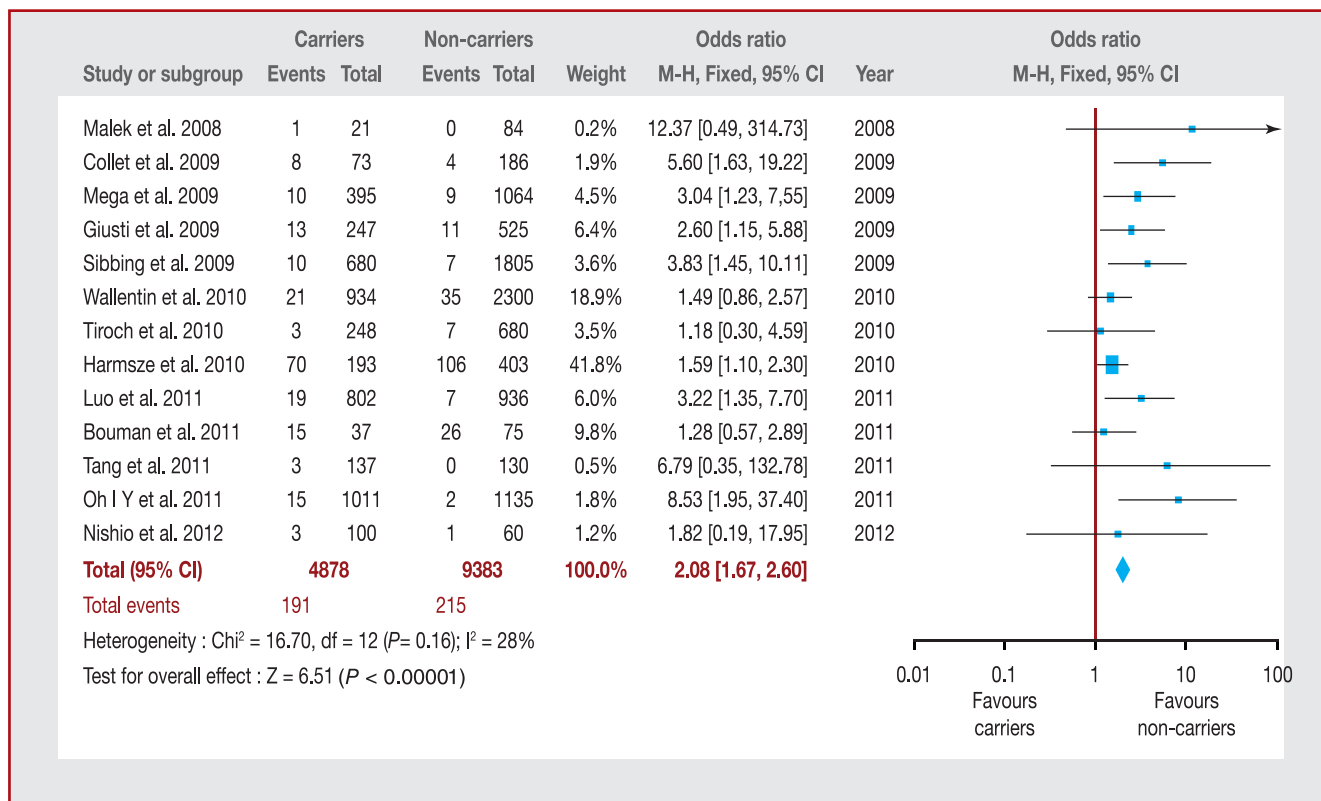 Carriers Non-carriers Odds ratio Odds ratio
Study or subgroup Events Total Events Total Weight M-H, Fixed, 95% CI Year M-H, Fixed, 95% CI
Malek et al. 2008 1 21 0 84 0.2% 12.37 [0.49, 314.73] 2008
Collet et al. 2009 8 73 4 186 1.9% 5.60 [1.63, 19.22] 2009
Mega et al. 2009 10 395 9 1064 4.5% 3.04 [1.23, 7,55] 2009
Giusti et al. 2009 13 247 11 525 6.4% 2.60 [1.15, 5.88] 2009
Sibbing et al. 2009 10 680 7 1805 3.6% 3.83 [1.45, 10.11] 2009
Wallentin et al. 2010 21 934 35 2300 18.9% 1.49 [0.86, 2.57] 2010
Tiroch et al. 2010 3 248 7 680 3.5% 1.18 [0.30, 4.59] 2010
Harmsze et al. 2010 70 193 106 403 41.8% 1.59 [1.10, 2.30] 2010
Luo et al. 2011 19 802 7 936 6.0% 3.22 [1.35, 7.70] 2011
Bouman et al. 2011 15 37 26 75 9.8% 1.28 [0.57, 2.89] 2011
Tang et al. 2011 3 137 0 130 0.5% 6.79 [0.35, 132.78] 2011
Oh I Y et al. 2011 15 1011 2 1135 1.8% 8.53 [1.95, 37.40] 2011
Nishio et al. 2012 3 100 1 60 1.2% 1.82 [0.19, 17.95] 2012
Total (95% CI) 4878 9383 100.0% 2.08 [1.67, 2.60]
Total events 191 215
Heterogeneity : Chi² = 16.70, df = 12 (P= 0.16); I² = 28%
Test for overall effect : Z = 6.51 (P < 0.00001)
0.01 0.1 1 10 100
Favours Favours
carriers non-carriers